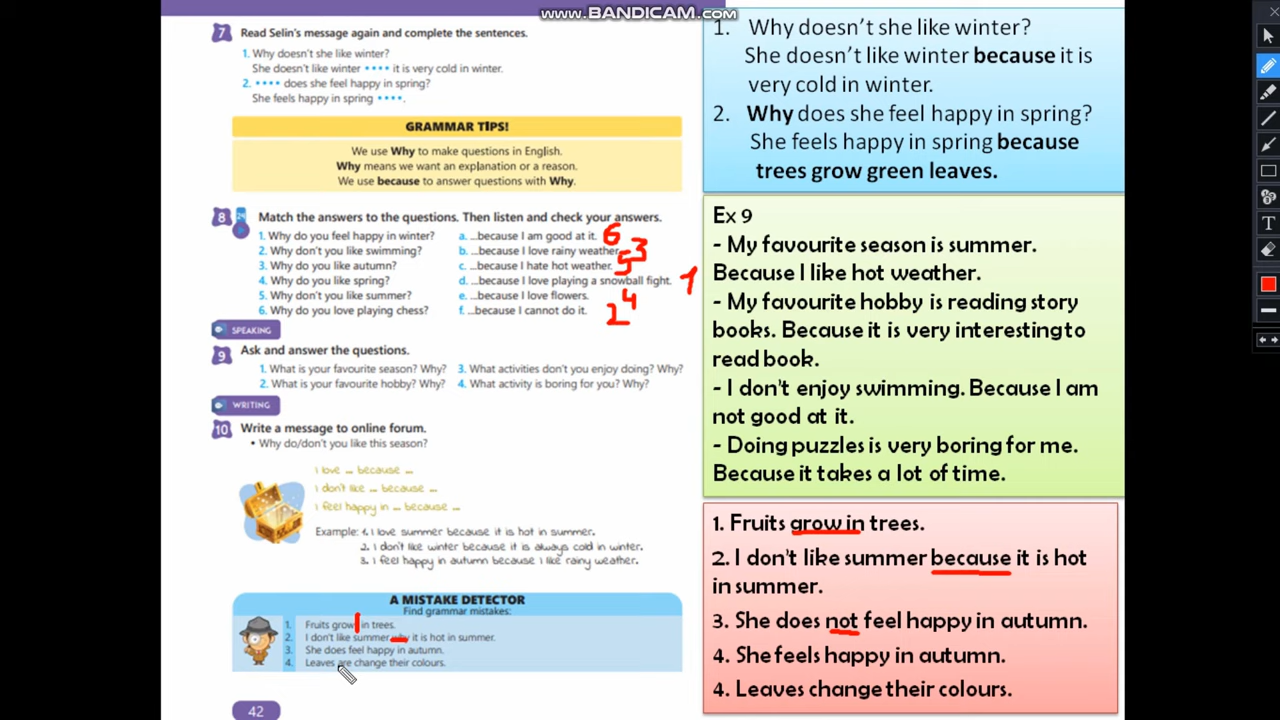 www.BANDICAM.com
7 Read Selin's message again and complete the sentences.
1. Why doesn't she like winter?
She doesn't like winter •••• it is very cold in winter.
2. •••• does she feel happy in spring?
She feels happy in spring ••••.
GRAMMAR TIPS!
We use Why to make questions in English.
Why means we want an explanation or a reason.
We use because to answer questions with Why.
8 Match the answers to the questions. Then listen and check your answers.
1. Why do you feel happy in winter? a. ...because I am good at it. 6
2. Why don't you like swimming? b. ...because I love rainy weather. 3
3. Why do you like autumn? c. ...because I hate hot weather. 5
4. Why do you like spring? d. ...because I love playing a snowball fight. 1
5. Why don't you like summer? e. ...because I love flowers. 4
6. Why do you love playing chess? f. ...because I cannot do it. 2
SPEAKING
9 Ask and answer the questions.
1. What is your favourite season? Why? 3. What activities don't you enjoy doing? Why?
2. What is your favourite hobby? Why? 4. What activity is boring for you? Why?
WRITING
10 Write a message to online forum.
• Why do/don't you like this season?
I love ... because ...
I don't like ... because ...
I feel happy in ... because ...
Example: 1. I love summer because it is hot in summer.
2. I don't like winter because it is always cold in winter.
3. I feel happy in autumn because I like rainy weather.
A MISTAKE DETECTOR
Find grammar mistakes:
1. Fruits grows in trees.
2. I don't like summer why it is hot in summer.
3. She does feel happy in autumn.
4. Leaves are change their colours.
42
1. Why doesn't she like winter?
She doesn't like winter because it is
very cold in winter.
2. Why does she feel happy in spring?
She feels happy in spring because
trees grow green leaves.
Ex 9
- My favourite season is summer.
Because I like hot weather.
- My favourite hobby is reading story
books. Because it is very interesting to
read book.
- I don't enjoy swimming. Because I am
not good at it.
- Doing puzzles is very boring for me.
Because it takes a lot of time.
1. Fruits grow in trees.
2. I don't like summer because it is hot
in summer.
3. She does not feel happy in autumn.
4. She feels happy in autumn.
4. Leaves change their colours.